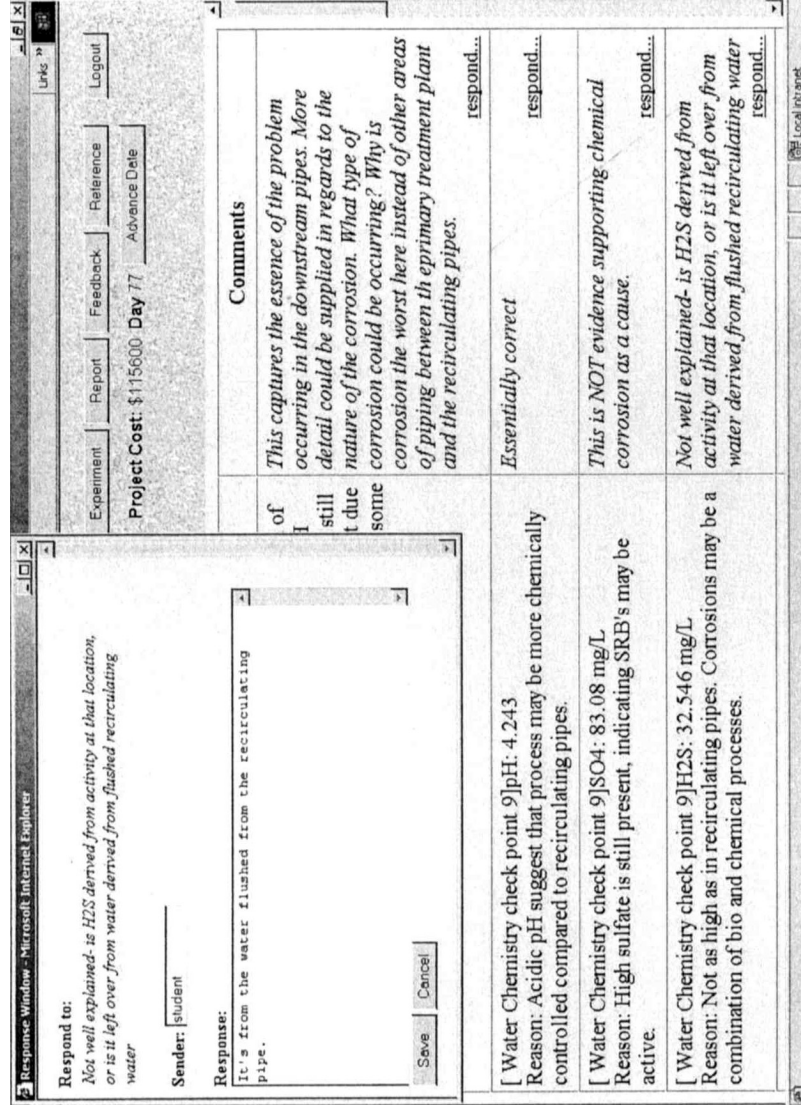 Response Window - Microsoft Internet Explorer
Respond to:
Not well explained- is H2S derived from activity at that location,
or is it left over from water derived from flushed recirculating
water
Sender: student
Response:
It's from the water flushed from the recirculating
pipe.
Save Cancel
Links »
Experiment Report Feedback Reference Logout
Project Cost: $115600 Day 77 Advance Date
Comments
of
still
t due
some
This captures the essence of the problem
occurring in the downstream pipes. More
detail could be supplied in regards to the
nature of the corrosion. What type of
corrosion could be occurring? Why is
corrosion the worst here instead of other areas
of piping between th eprimary treatment plant
and the recirculating pipes.
respond...
[ Water Chemistry check point 9]pH: 4.243
Reason: Acidic pH suggest that process may be more chemically
controlled compared to recirculating pipes.
Essentially correct
respond...
[ Water Chemistry check point 9]SO4: 83.08 mg/L
Reason: High sulfate is still present, indicating SRB's may be
active.
This is NOT evidence supporting chemical
corrosion as a cause.
respond...
[ Water Chemistry check point 9]H2S: 32.546 mg/L
Reason: Not as high as in recirculating pipes. Corrosions may be a
combination of bio and chemical processes.
Not well explained- is H2S derived from
activity at that location, or is it left over from
water derived from flushed recirculating water
respond...
Local intranet